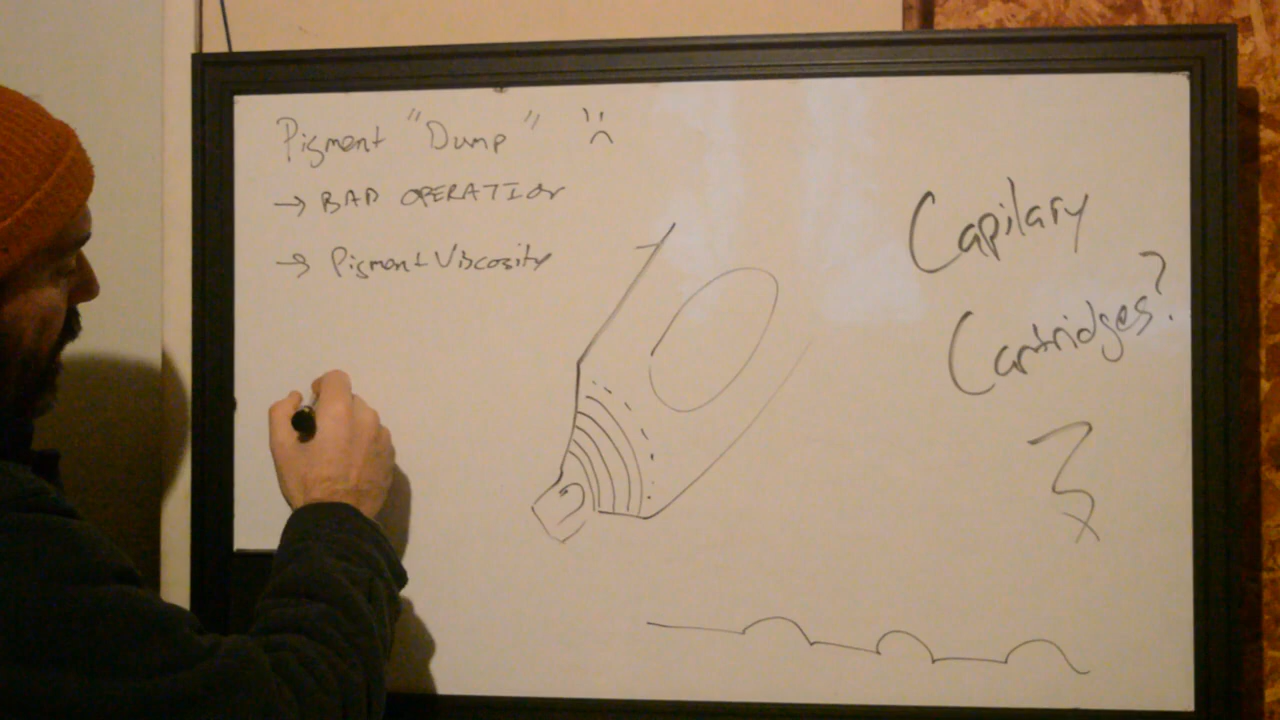 Pigment "Dump" :(
→ BAD OPERATION
→ Pigment Viscosity
Capilary
Cartridges?